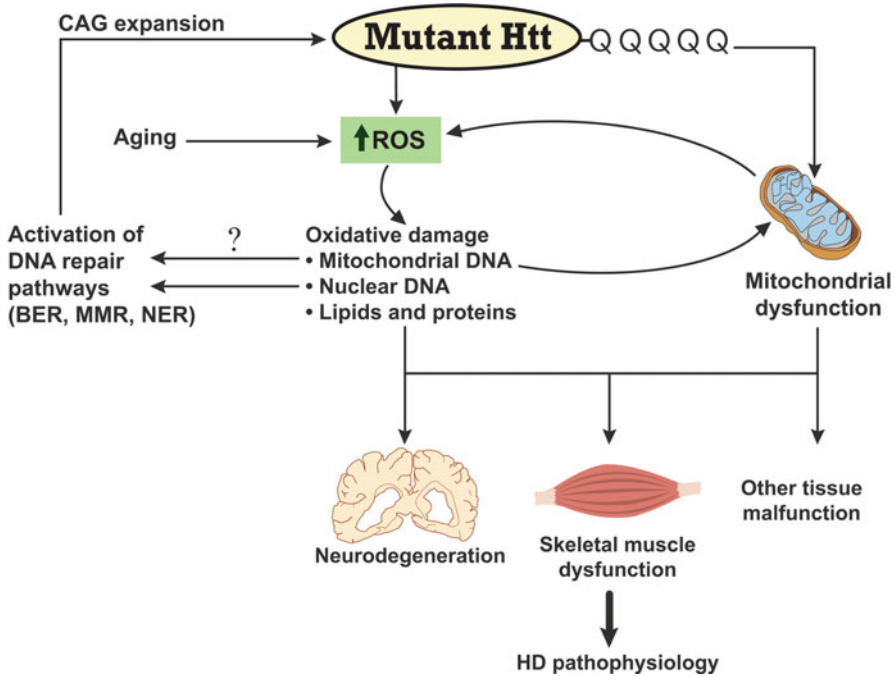 CAG expansion
Mutant Htt
Q Q Q Q Q
Aging
ROS
Activation of
DNA repair
pathways
(BER, MMR, NER)
?
Oxidative damage
• Mitochondrial DNA
• Nuclear DNA
• Lipids and proteins
Mitochondrial
dysfunction
Neurodegeneration
Skeletal muscle
dysfunction
Other tissue
malfunction
HD pathophysiology